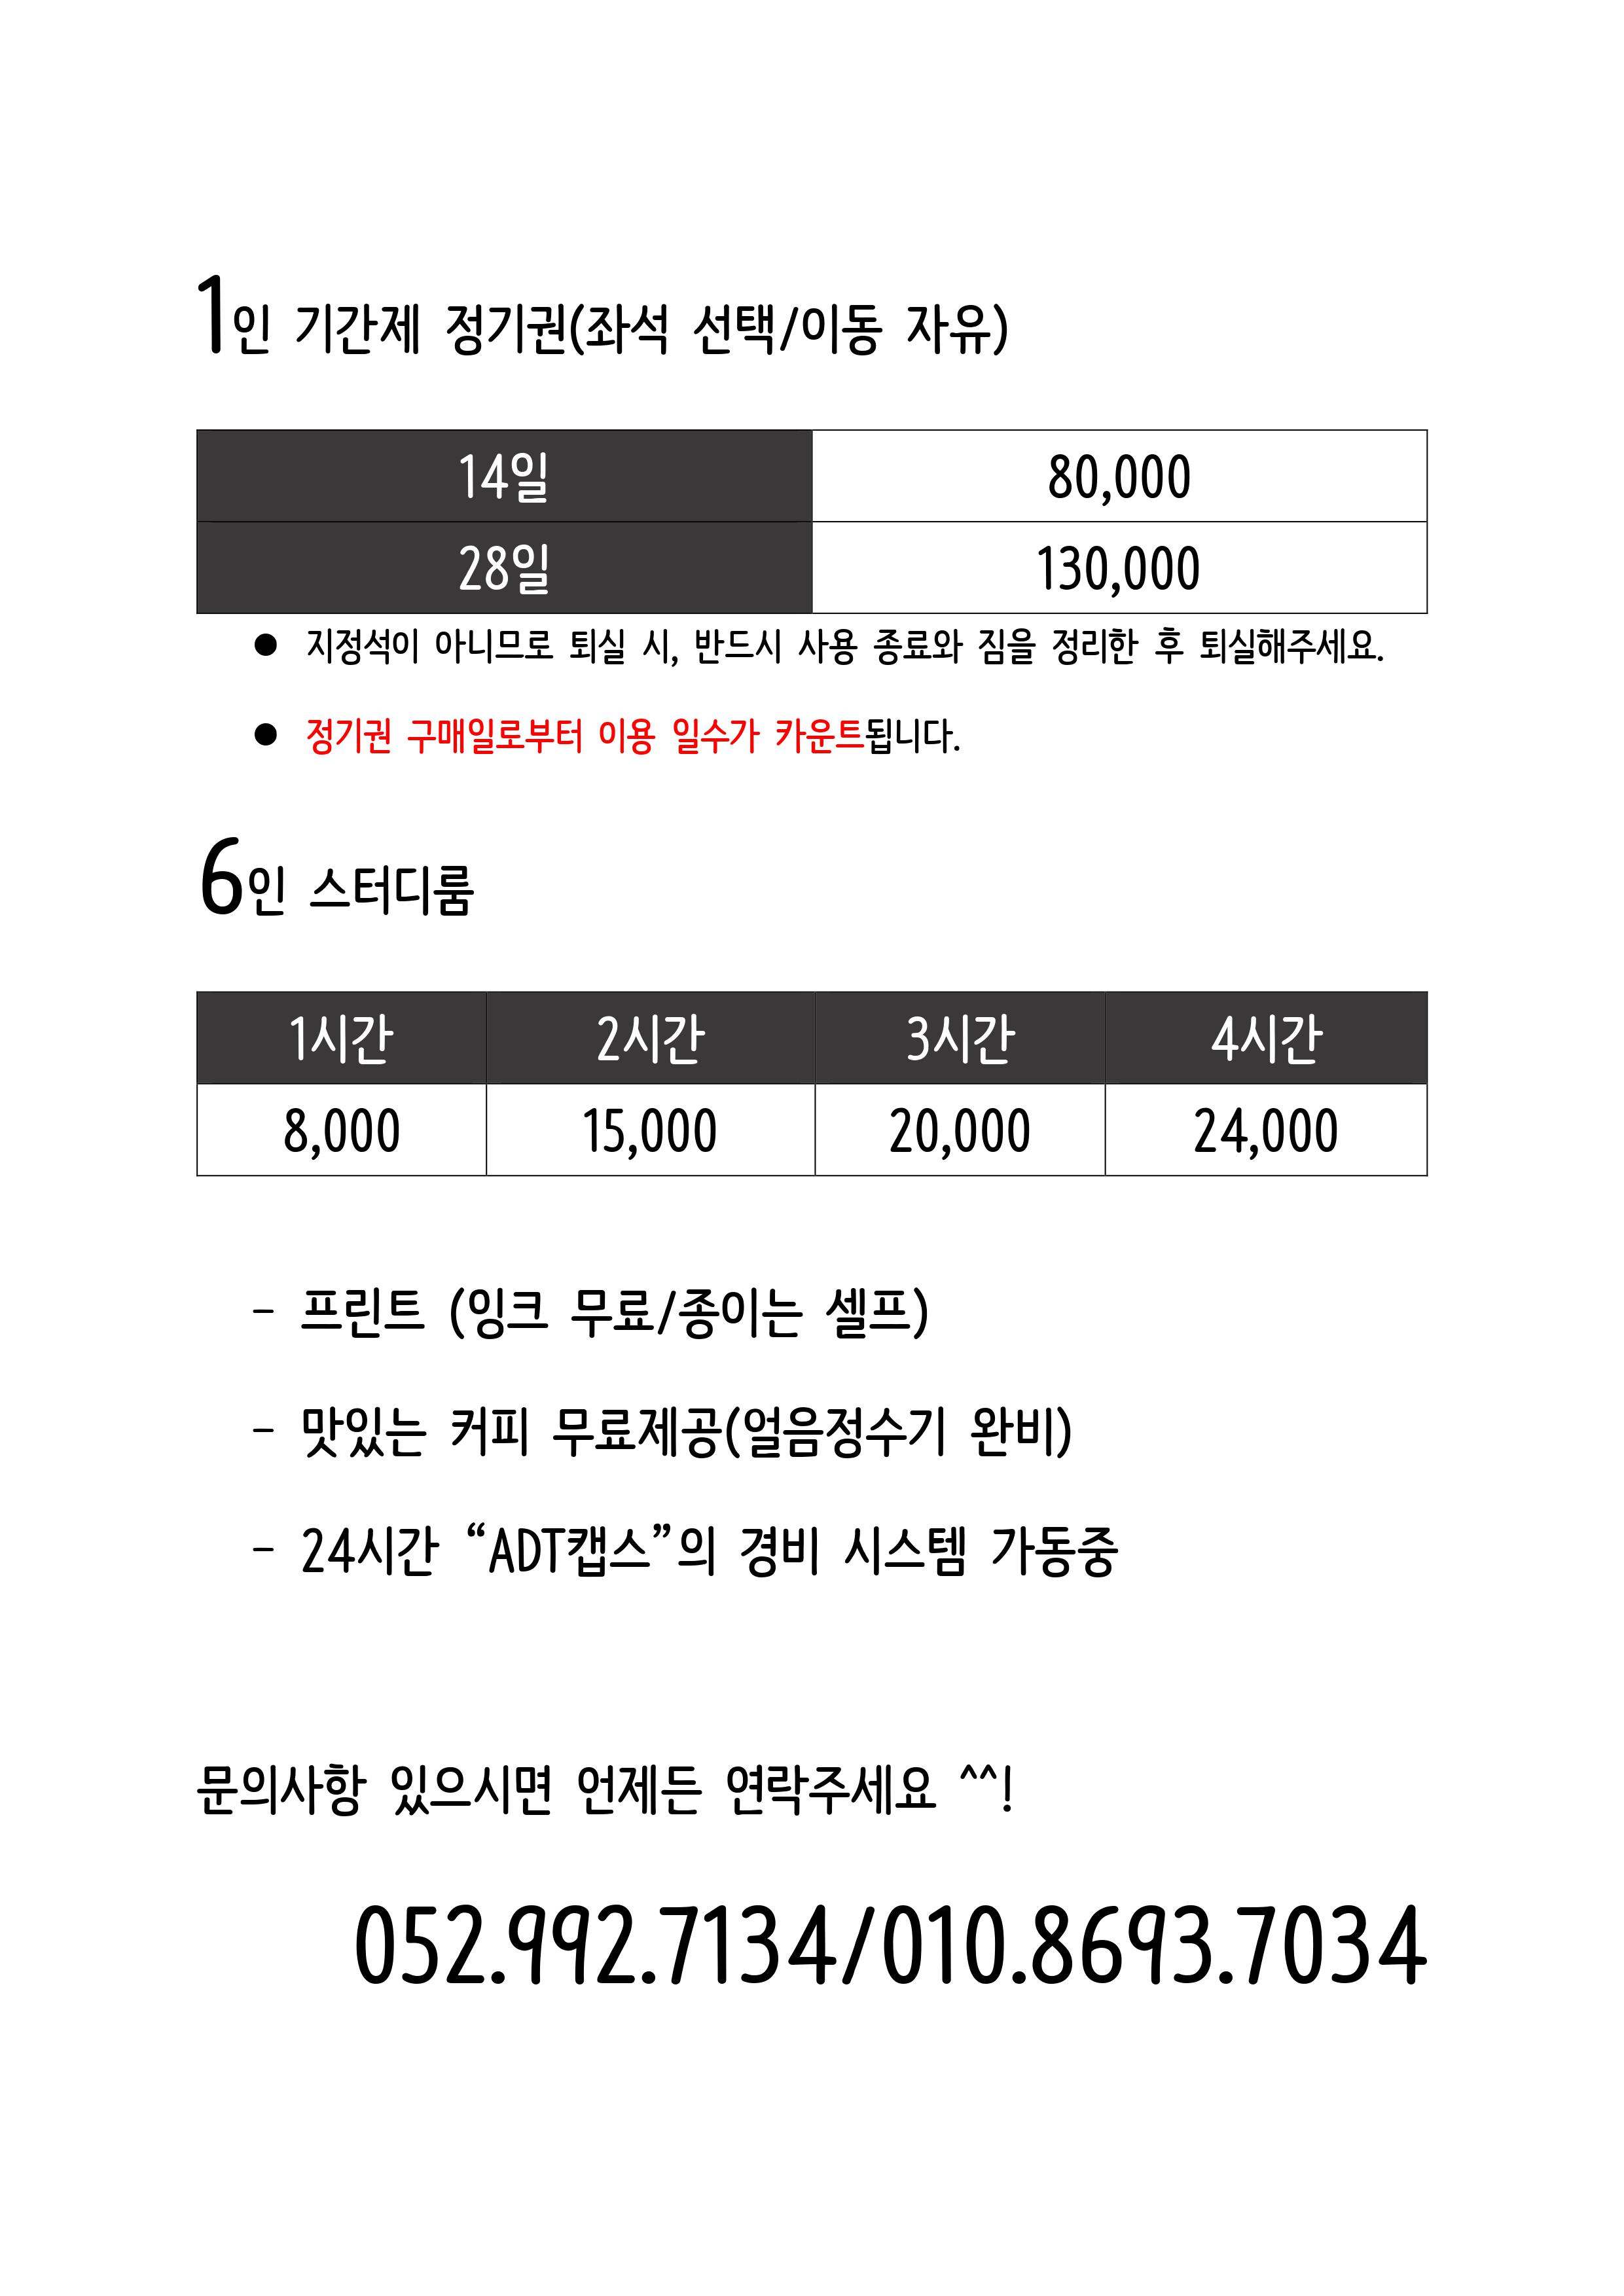 1인 기간제 정기권(좌석 선택/이동 자유)
14일 80,000
28일 130,000
● 지정석이 아니므로 퇴실 시, 반드시 사용 종료와 짐을 정리한 후 퇴실해주세요.
● 정기권 구매일로부터 이용 일수가 카운트됩니다.
6인 스터디룸
1시간 2시간 3시간 4시간
8,000 15,000 20,000 24,000
- 프린트 (잉크 무료/종이는 셀프)
- 맛있는 커피 무료제공(얼음정수기 완비)
- 24시간 “ADT캡스”의 경비 시스템 가동중
문의사항 있으시면 언제든 연락주세요 ^^!
052.992.7134/010.8693.7034